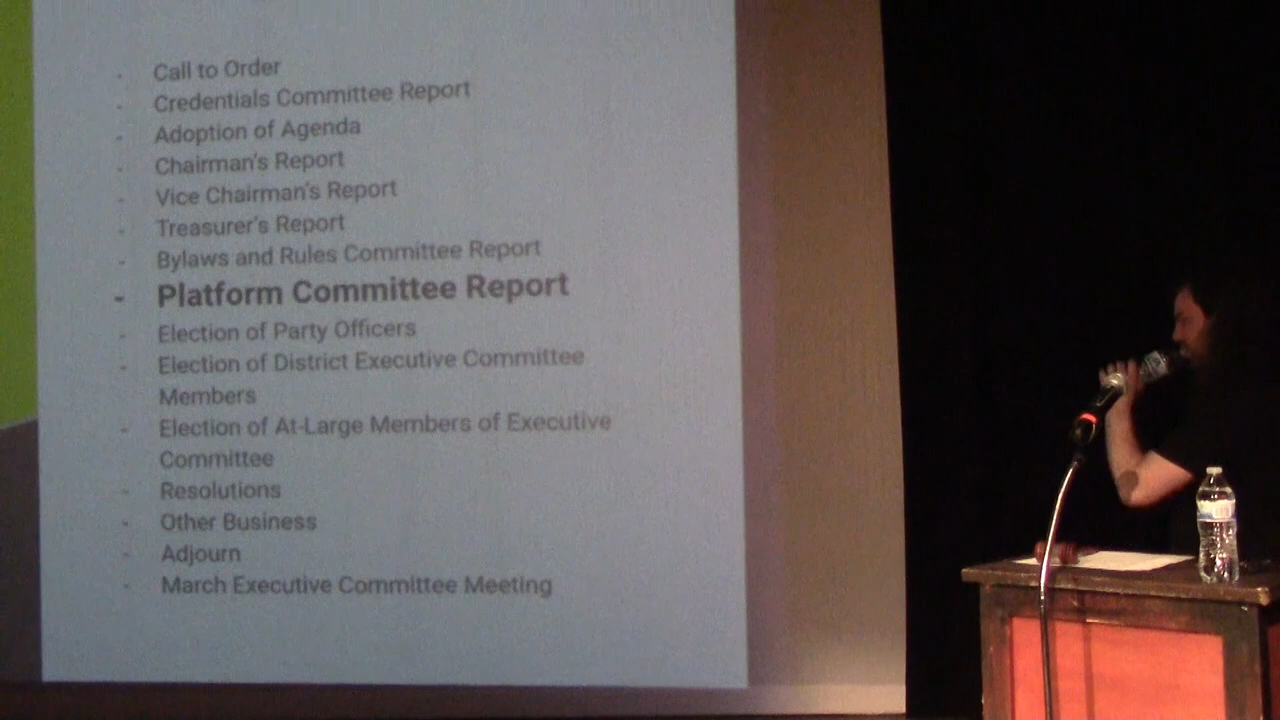 - Call to Order
- Credentials Committee Report
- Adoption of Agenda
- Chairman's Report
- Vice Chairman's Report
- Treasurer's Report
- Bylaws and Rules Committee Report
- Platform Committee Report
- Election of Party Officers
- Election of District Executive Committee
Members
- Election of At-Large Members of Executive
Committee
- Resolutions
- Other Business
- Adjourn
- March Executive Committee Meeting